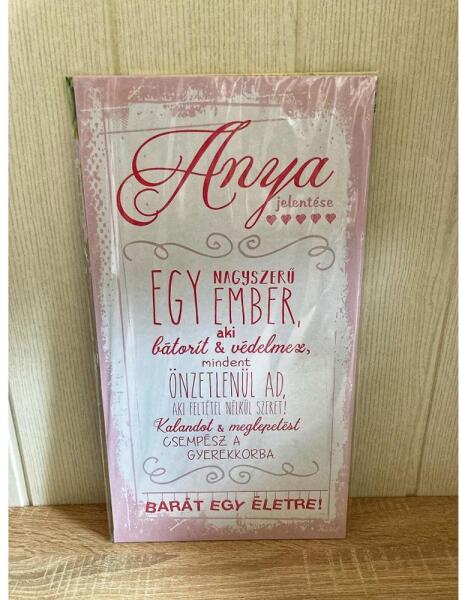 Anya
jelentése
EGY NAGYSZERŰ
EMBER,
aki
bátorít & védelmez,
mindent
ÖNZETLENÜL AD,
AKI FELTÉTEL NÉLKÜL SZERET!
Kalandot & meglepetést
CSEMPÉSZ A
GYEREKKORBA
BARÁT EGY ÉLETRE!